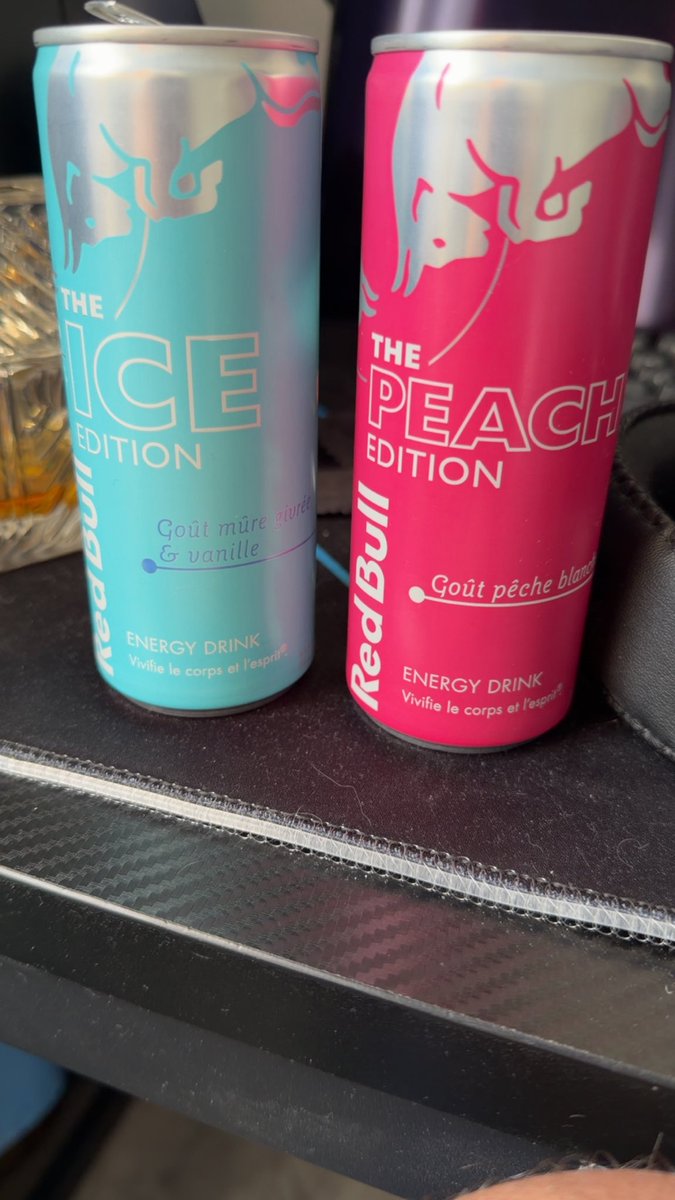 THE
ICE
EDITION
Red Bull
Goût mûre givrée
& vanille
ENERGY DRINK
Vivifie le corps et l'esprit®
THE
PEACH
EDITION
Red Bull
Goût pêche blanch
ENERGY DRINK
Vivifie le corps et l'esprit®